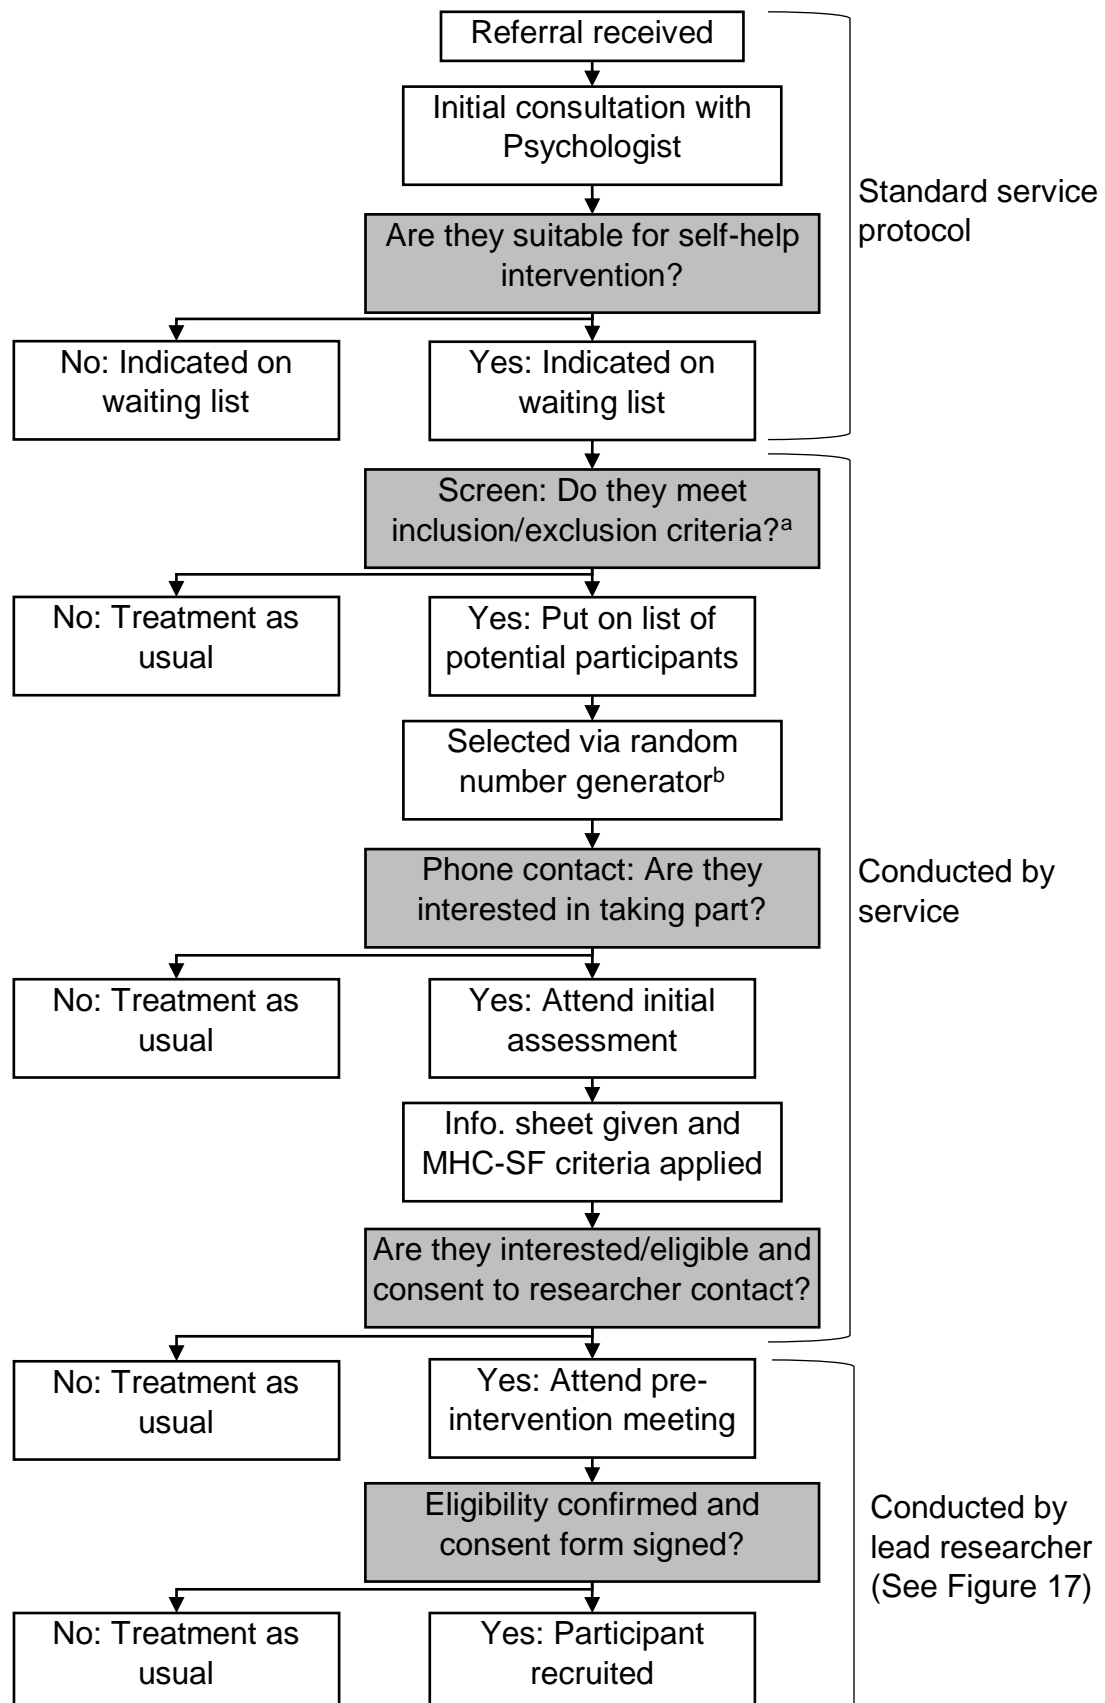 Referral received
Initial consultation with
Psychologist
Standard service
protocol
Are they suitable for self-help
intervention?
No: Indicated on
waiting list
Yes: Indicated on
waiting list
Screen: Do they meet
inclusion/exclusion criteria?ᵃ
No: Treatment as
usual
Yes: Put on list of
potential participants
Selected via random
number generatorᵇ
Phone contact: Are they
interested in taking part?
Conducted by
service
No: Treatment as
usual
Yes: Attend initial
assessment
Info. sheet given and
MHC-SF criteria applied
Are they interested/eligible and
consent to researcher contact?
No: Treatment as
usual
Yes: Attend pre-
intervention meeting
Eligibility confirmed and
consent form signed?
Conducted by
lead researcher
(See Figure 17)
No: Treatment as
usual
Yes: Participant
recruited